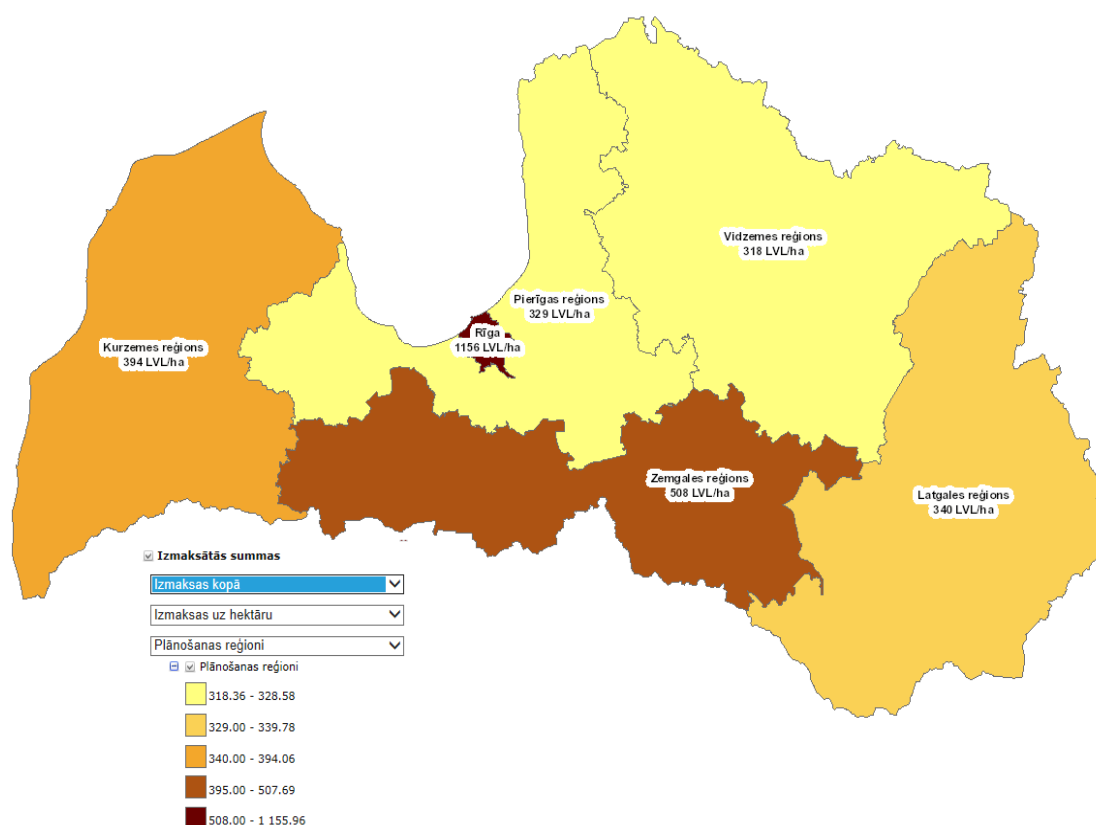 Vidzemes reģions
318 LVL/ha
Pierīgas reģions
329 LVL/ha
Rīga
1156 LVL/ha
Kurzemes reģions
394 LVL/ha
Zemgales reģions
508 LVL/ha
Latgales reģions
340 LVL/ha
Izmaksātās summas
Izmaksas kopā
Izmaksas uz hektāru
Plānošanas reģioni
Plānošanas reģioni
318.36 - 328.58
329.00 - 339.78
340.00 - 394.06
395.00 - 507.69
508.00 - 1 155.96